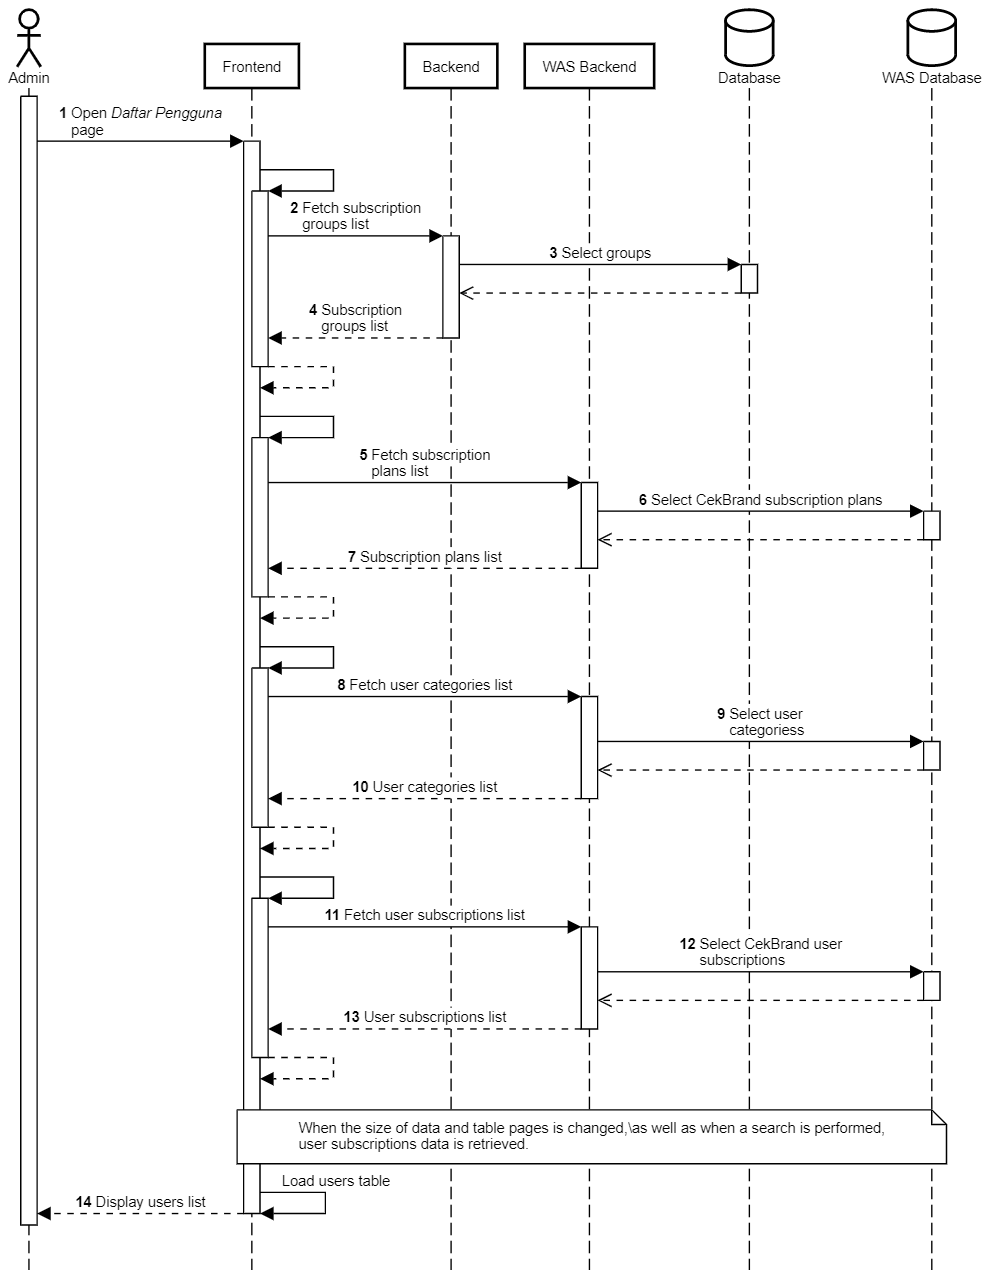 Admin
Frontend
Backend
WAS Backend
Database
WAS Database
1 Open Daftar Pengguna
page
2 Fetch subscription
groups list
3 Select groups
4 Subscription
groups list
5 Fetch subscription
plans list
6 Select CekBrand subscription plans
7 Subscription plans list
8 Fetch user categories list
9 Select user
categoriess
10 User categories list
11 Fetch user subscriptions list
12 Select CekBrand user
subscriptions
13 User subscriptions list
When the size of data and table pages is changed,\as well as when a search is performed,
user subscriptions data is retrieved.
Load users table
14 Display users list